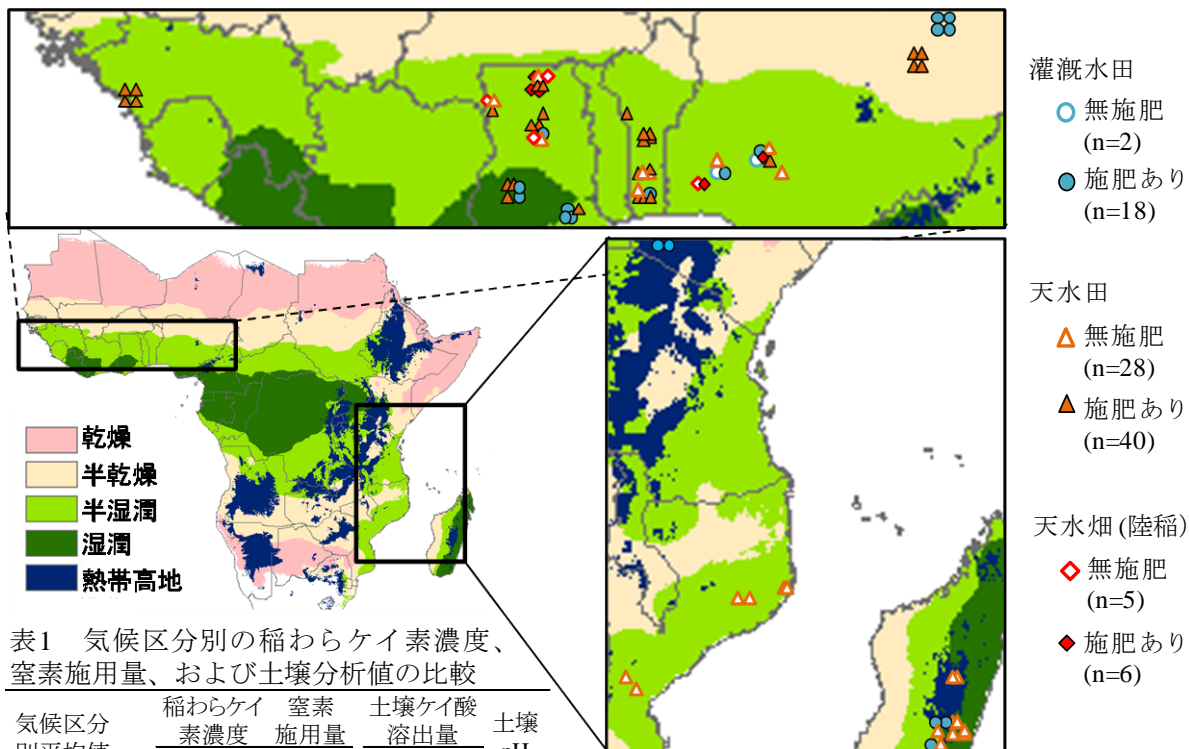 灌漑水田
無施肥
(n=2)
施肥あり
(n=18)
天水田
無施肥
(n=28)
施肥あり
(n=40)
天水畑(陸稲)
無施肥
(n=5)
施肥あり
(n=6)
乾燥
半乾燥
半湿潤
湿潤
熱帯高地
表1 気候区分別の稲わらケイ素濃度、
窒素施用量、および土壌分析値の比較
気候区分 稲わらケイ素濃度 窒素施用量 土壌ケイ酸溶出量 土壌